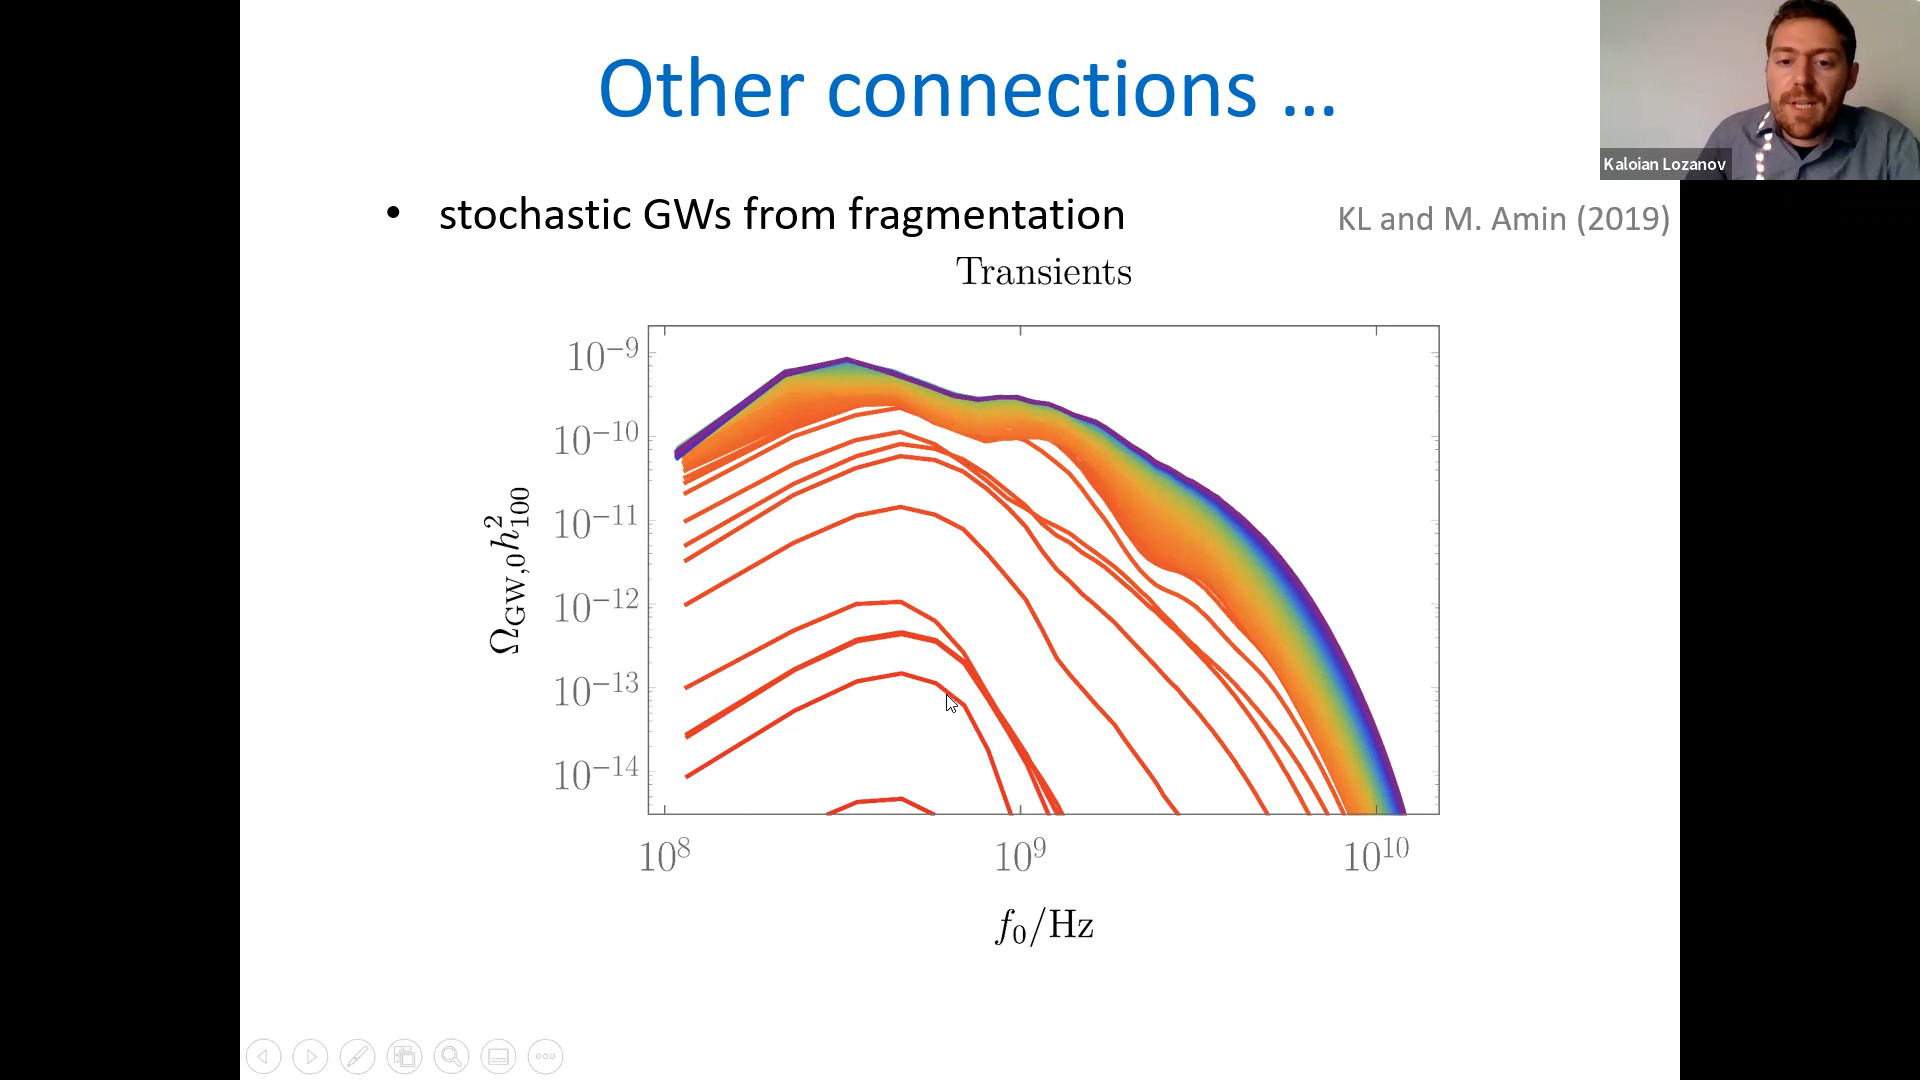 Other connections ...
Kaloian Lozanov
• stochastic GWs from fragmentation
KL and M. Amin (2019)
Transients
10⁻⁹
10⁻¹⁰
10⁻¹¹
10⁻¹²
10⁻¹³
10⁻¹⁴
Ω_GW,0 h²₁₀₀
10⁸ 10⁹ 10¹⁰
f₀/Hz